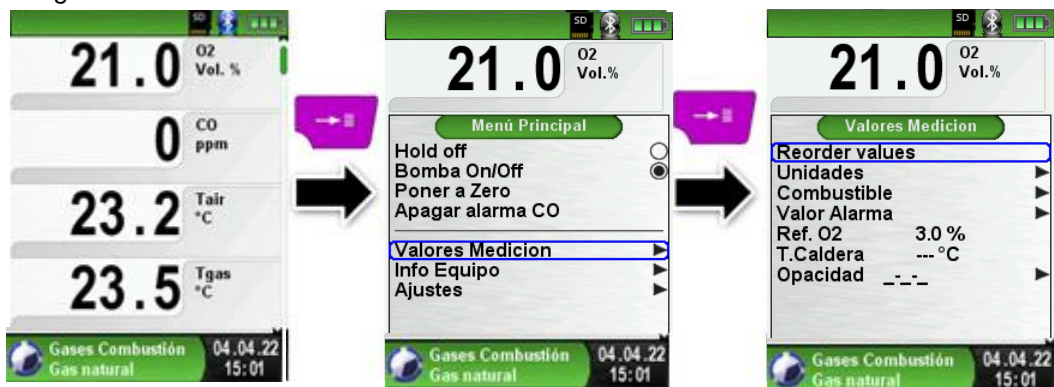 SD
21.0 O2 Vol. %
0 CO ppm
23.2 Tair °C
23.5 Tgas °C
Gases Combustión 04.04.22
Gas natural 15:01
SD
21.0 O2 Vol.%
Menú Principal
Hold off
Bomba On/Off
Poner a Zero
Apagar alarma CO
Valores Medicion
Info Equipo
Ajustes
Gases Combustión 04.04.22
Gas natural 15:01
SD
21.0 O2 Vol.%
Valores Medicion
Reorder values
Unidades
Combustible
Valor Alarma
Ref. O2 3.0 %
T.Caldera --- °C
Opacidad _-_-_
Gases Combustión 04.04.22
Gas natural 15:01